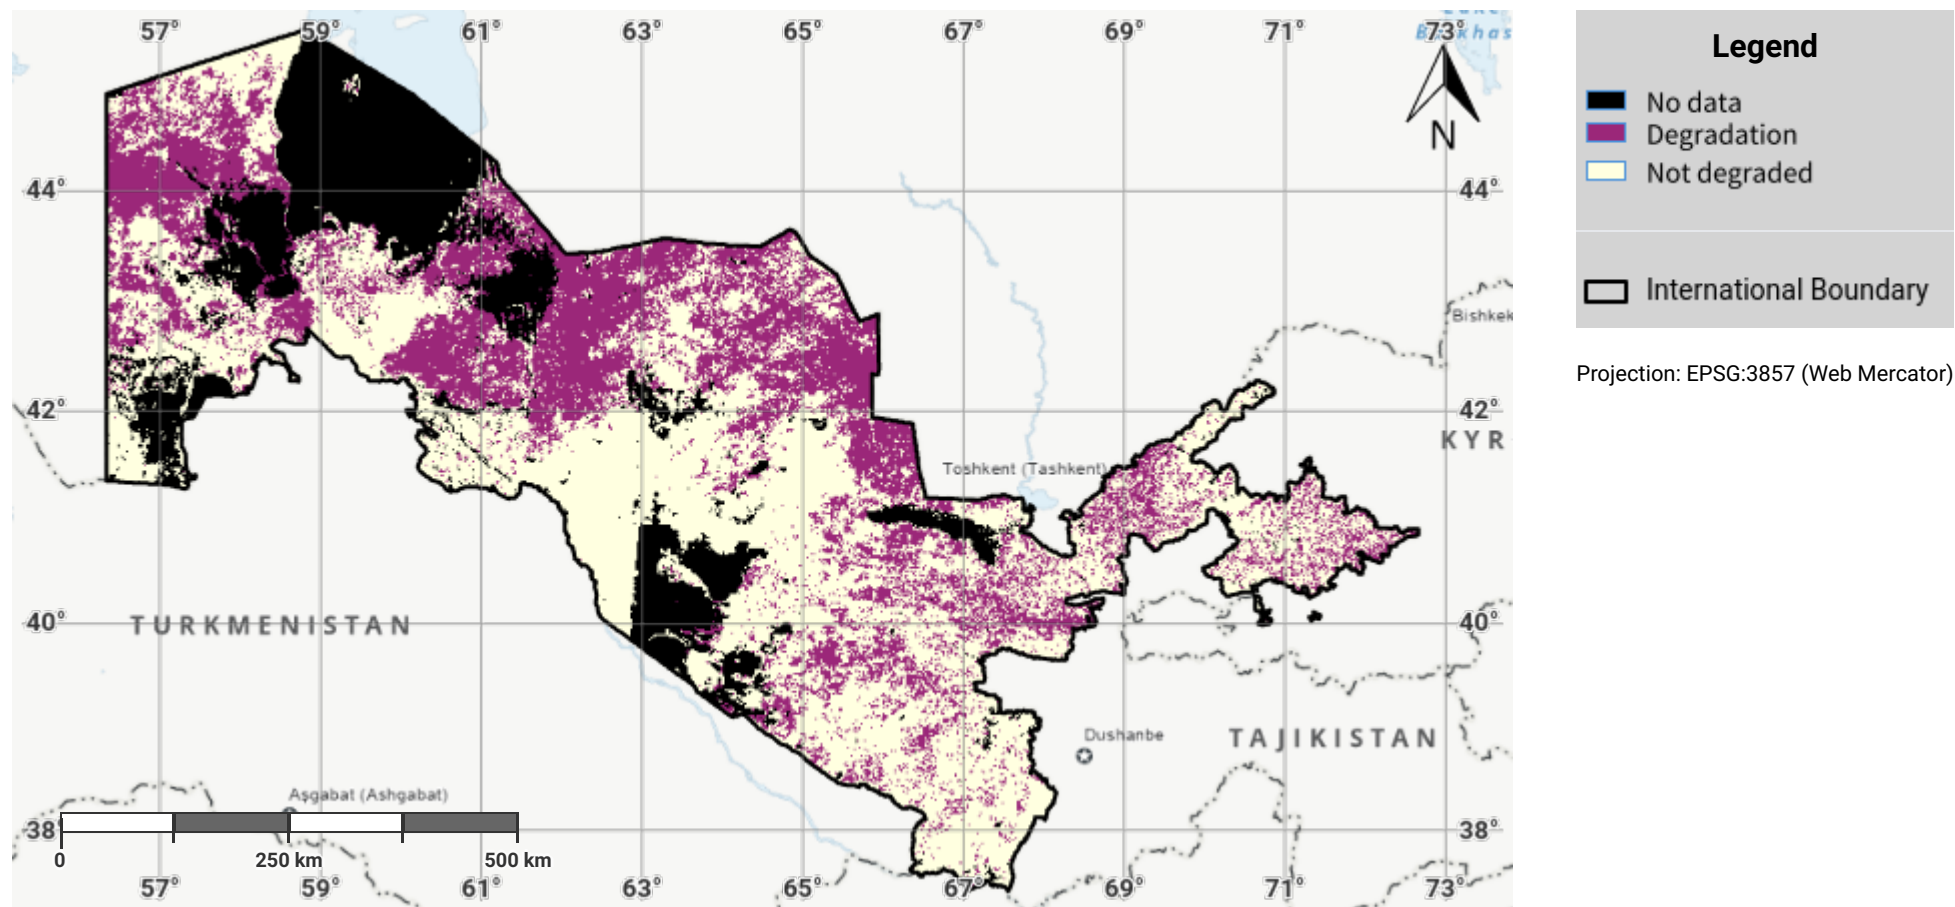 57° 59° 61° 63° 65° 67° 69° 71° 73°
N
44° 44°
Bishkek
42° 42°
KYR
Toshkent (Tashkent)
40° 40°
TURKMENISTAN
Dushanbe
TAJIKISTAN
Aşgabat (Ashgabat)
38° 38°
0 250 km 500 km
57° 59° 61° 63° 65° 67° 69° 71° 73°
Legend
No data
Degradation
Not degraded
International Boundary
Projection: EPSG:3857 (Web Mercator)